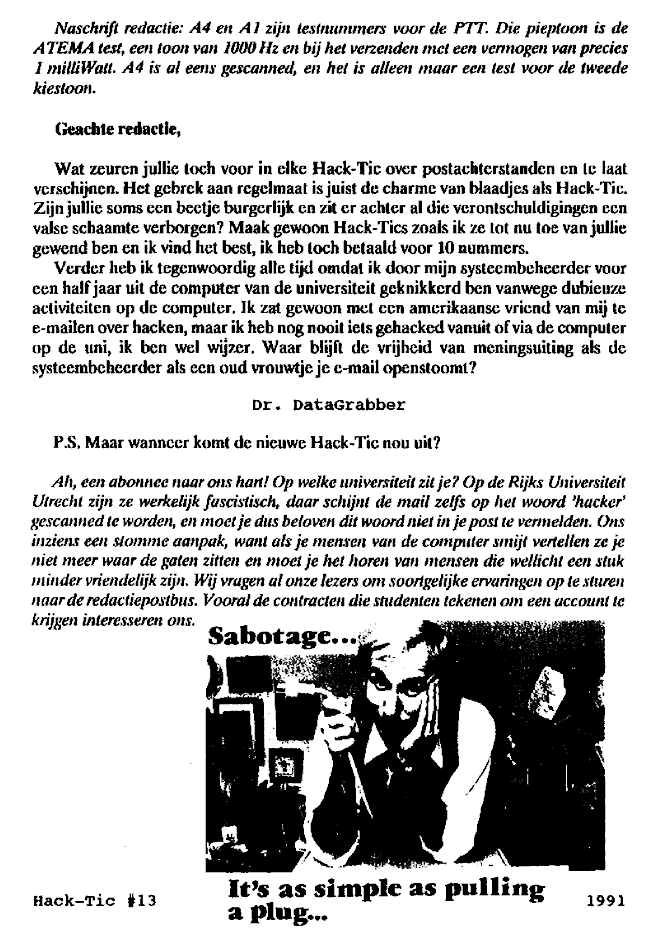 Naschrift redactie: A4 en A1 zijn testnummers voor de PTT. Die pieptoon is de
ATEMA test, een toon van 1000 Hz en bij het verzenden met een vermogen van precies
1 milliWatt. A4 is al eens gescanned, en het is alleen maar een test voor de tweede
kiestoon.
Geachte redactie,
Wat zeuren jullie toch voor in elke Hack-Tic over postachterstanden en te laat
verschijnen. Het gebrek aan regelmaat is juist de charme van blaadjes als Hack-Tic.
Zijn jullie soms een beetje burgerlijk en zit er achter al die verontschuldigingen een
valse schaamte verborgen? Maak gewoon Hack-Tics zoals ik ze tot nu toe van jullie
gewend ben en ik vind het best, ik heb toch betaald voor 10 nummers.
Verder heb ik tegenwoordig alle tijd omdat ik door mijn systeembeheerder voor
een half jaar uit de computer van de universiteit geknikkerd ben vanwege dubieuze
activiteiten op de computer. Ik zat gewoon met een amerikaanse vriend van mij te
e-mailen over hacken, maar ik heb nog nooit iets gehacked vanuit of via de computer
op de uni, ik ben wel wijzer. Waar blijft de vrijheid van meningsuiting als de
systeembeheerder als een oud vrouwtje je e-mail openstoomt?
Dr. DataGrabber
P.S. Maar wanneer komt de nieuwe Hack-Tic nou uit?
Ah, een abonnee naar ons hart! Op welke universiteit zit je? Op de Rijks Universiteit
Utrecht zijn ze werkelijk fascistisch, daar schijnt de mail zelfs op het woord 'hacker'
gescanned te worden, en moet je dus beloven dit woord niet in je post te vermelden. Ons
inziens een stomme aanpak, want als je mensen van de computer smijt vertellen ze je
niet meer waar de gaten zitten en moet je het horen van mensen die wellicht een stuk
minder vriendelijk zijn. Wij vragen al onze lezers om soortgelijke ervaringen op te sturen
naar de redactiepostbus. Vooral de contracten die studenten tekenen om een account te
krijgen interesseren ons.
Sabotage...
It's as simple as pulling
a plug...
Hack-Tic #13
1991